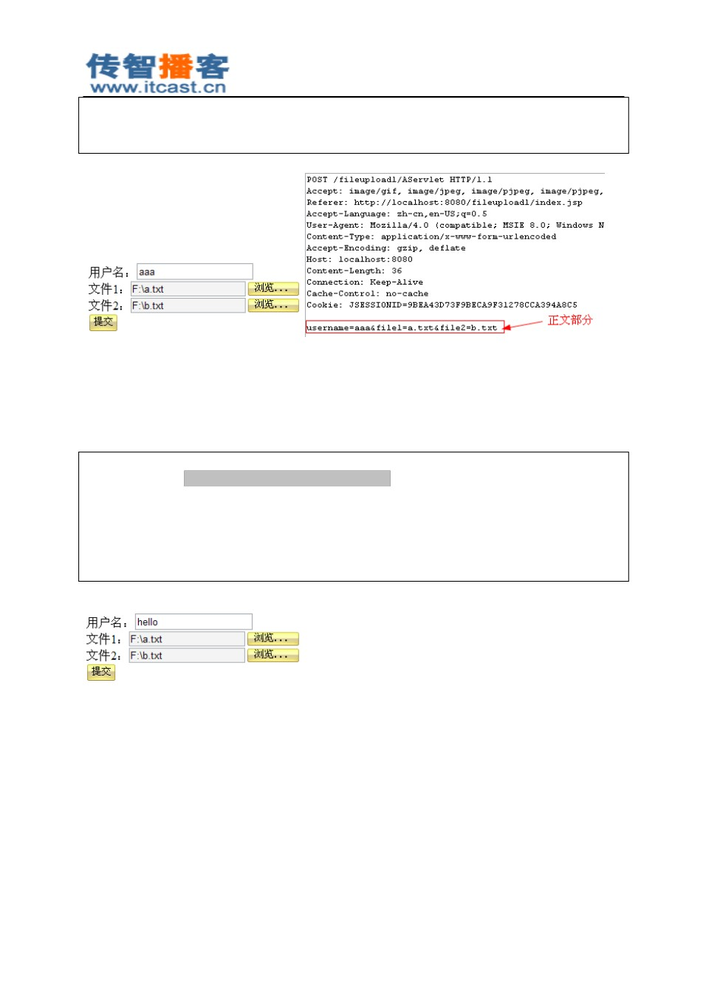 传智播客
www.itcast.cn
POST /fileupload1/AServlet HTTP/1.1
Accept: image/gif, image/jpeg, image/pjpeg, image/pjpeg,
Referer: http://localhost:8080/fileupload1/index.jsp
Accept-Language: zh-cn,en-US;q=0.5
User-Agent: Mozilla/4.0 (compatible; MSIE 8.0; Windows N
Content-Type: application/x-www-form-urlencoded
Accept-Encoding: gzip, deflate
Host: localhost:8080
Content-Length: 36
Connection: Keep-Alive
Cache-Control: no-cache
Cookie: JSESSIONID=9BEA43D73F9BECA9F31278CCA394A8C5
username=aaa&file1=a.txt&file2=b.txt
正文部分
用户名： aaa
文件1： F:\a.txt 浏览...
文件2： F:\b.txt 浏览...
提交
用户名： hello
文件1： F:\a.txt 浏览...
文件2： F:\b.txt 浏览...
提交